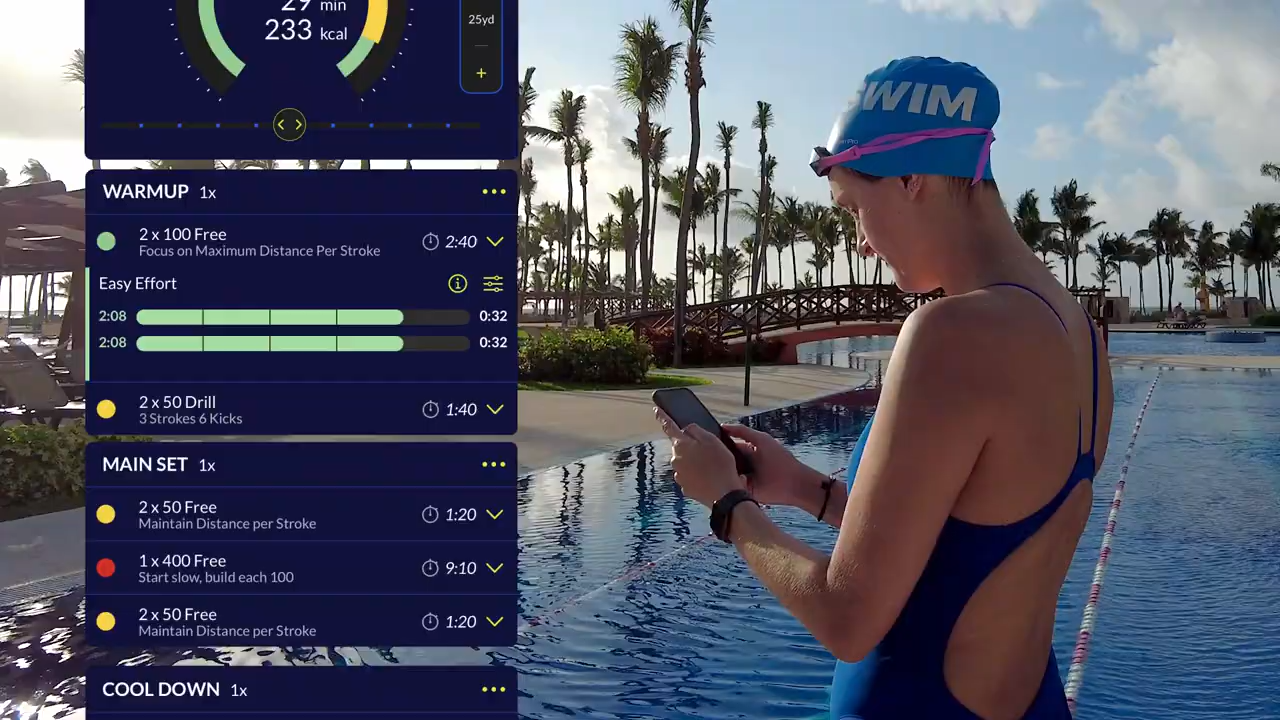 29 min
233 kcal
25yd
+
WARMUP 1x
2 x 100 Free
Focus on Maximum Distance Per Stroke
2:40
Easy Effort
2:08
0:32
2:08
0:32
2 x 50 Drill
3 Strokes 6 Kicks
1:40
MAIN SET 1x
2 x 50 Free
Maintain Distance per Stroke
1:20
1 x 400 Free
Start slow, build each 100
9:10
2 x 50 Free
Maintain Distance per Stroke
1:20
COOL DOWN 1x
SWIM